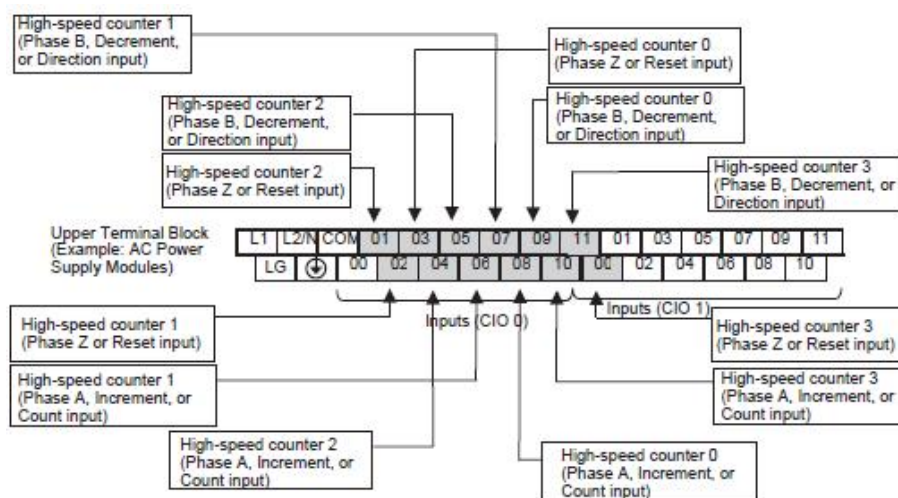 High-speed counter 1
(Phase B, Decrement,
or Direction input)
High-speed counter 0
(Phase Z or Reset input)
High-speed counter 2
(Phase B, Decrement,
or Direction input)
High-speed counter 0
(Phase B, Decrement,
or Direction input)
High-speed counter 2
(Phase Z or Reset input)
High-speed counter 3
(Phase B, Decrement, or
Direction input)
Upper Terminal Block
(Example: AC Power
Supply Modules)
L1 L2/N COM 01 03 05 07 09 11 01 03 05 07 09 11
LG 00 02 04 06 08 10 00 02 04 06 08 10
Inputs (CIO 0)
Inputs (CIO 1)
High-speed counter 1
(Phase Z or Reset input)
High-speed counter 3
(Phase Z or Reset input)
High-speed counter 1
(Phase A, Increment, or
Count input)
High-speed counter 3
(Phase A, Increment, or
Count input)
High-speed counter 2
(Phase A, Increment, or
Count input)
High-speed counter 0
(Phase A, Increment, or
Count input)